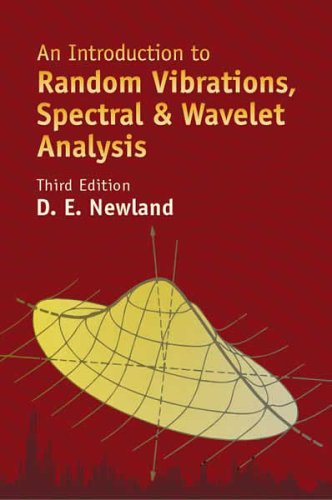 An Introduction to
Random Vibrations,
Spectral & Wavelet
Analysis
Third Edition
D. E. Newland